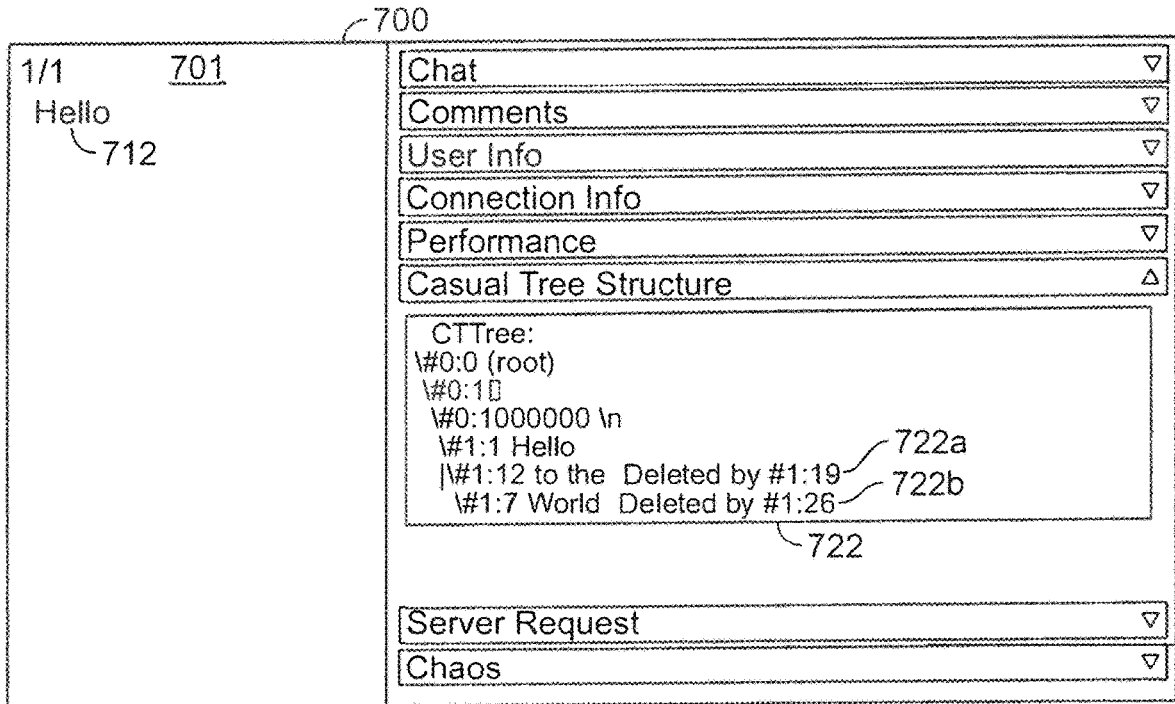 700
1/1 701
Hello
712
Chat
Comments
User Info
Connection Info
Performance
Casual Tree Structure
CTTree:
\#0:0 (root)
\#0:1▯
\#0:1000000 \n
\#1:1 Hello
|\#1:12 to the Deleted by #1:19 722a
\#1:7 World Deleted by #1:26 722b
722
Server Request
Chaos